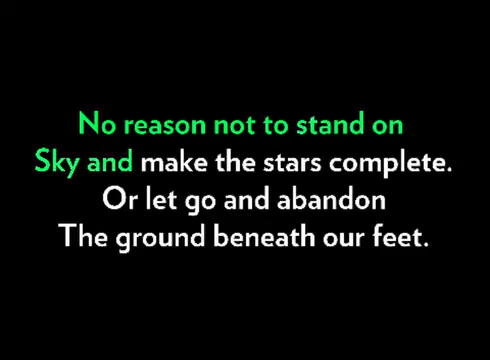 No reason not to stand on
Sky and make the stars complete.
Or let go and abandon
The ground beneath our feet.